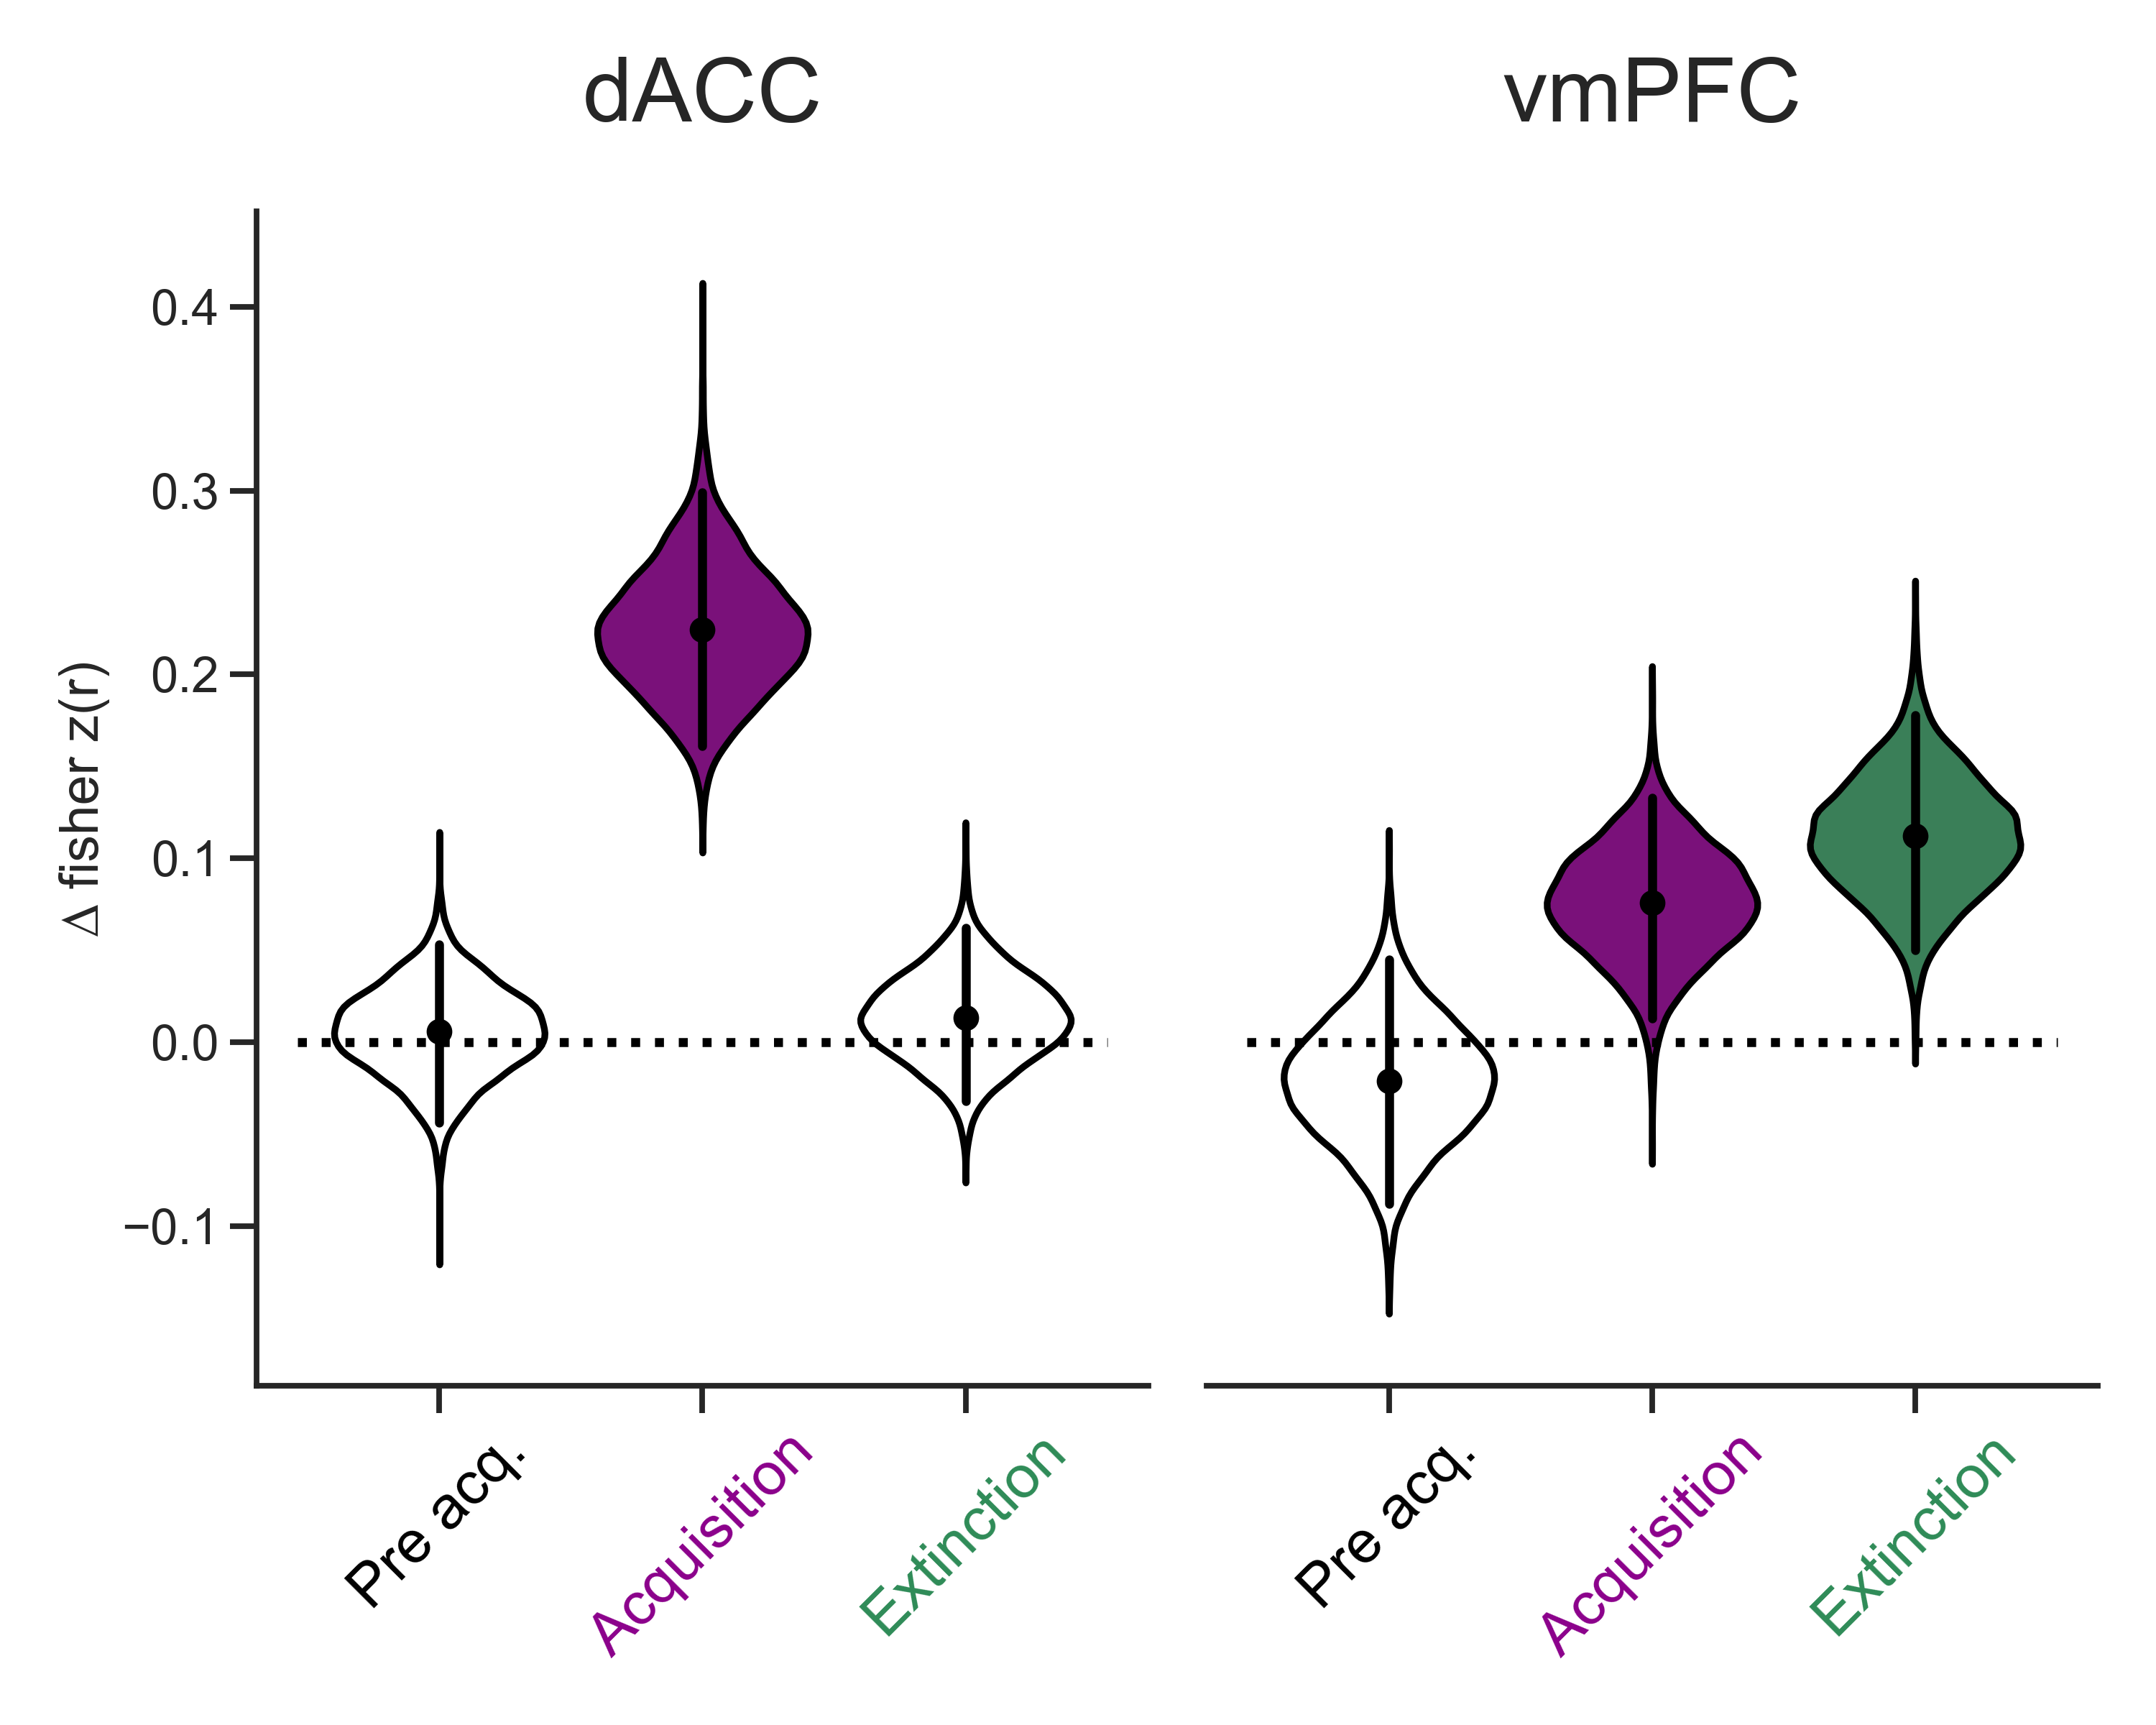 dACC
vmPFC
Δ fisher z(r)
0.4
0.3
0.2
0.1
0.0
−0.1
Pre acq.
Acquisition
Extinction
Pre acq.
Acquisition
Extinction